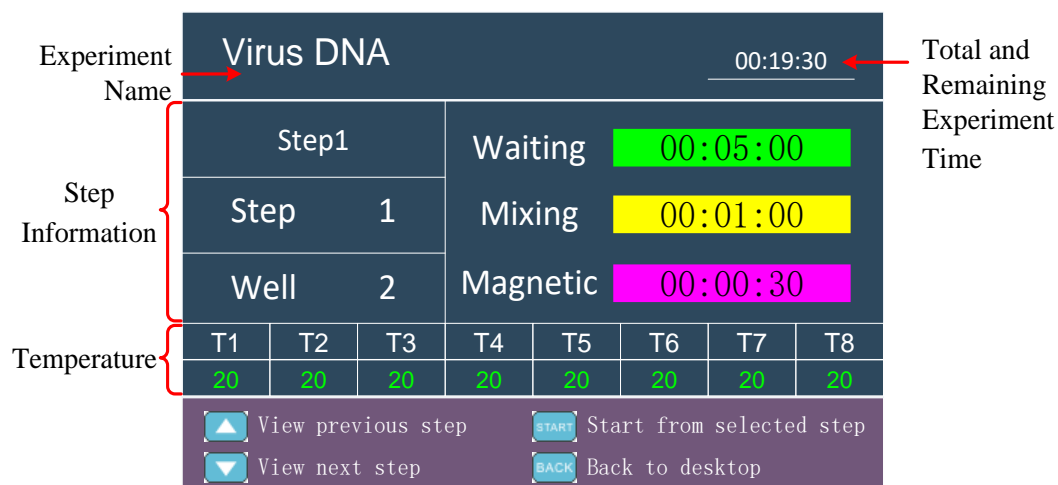 Experiment
Name
Virus DNA
00:19:30
Total and
Remaining
Experiment
Time
Step
Information
Step1
Step 1
Well 2
Waiting 00:05:00
Mixing 00:01:00
Magnetic 00:00:30
Temperature
T1 T2 T3 T4 T5 T6 T7 T8
20 20 20 20 20 20 20 20
View previous step
START Start from selected step
View next step
BACK Back to desktop